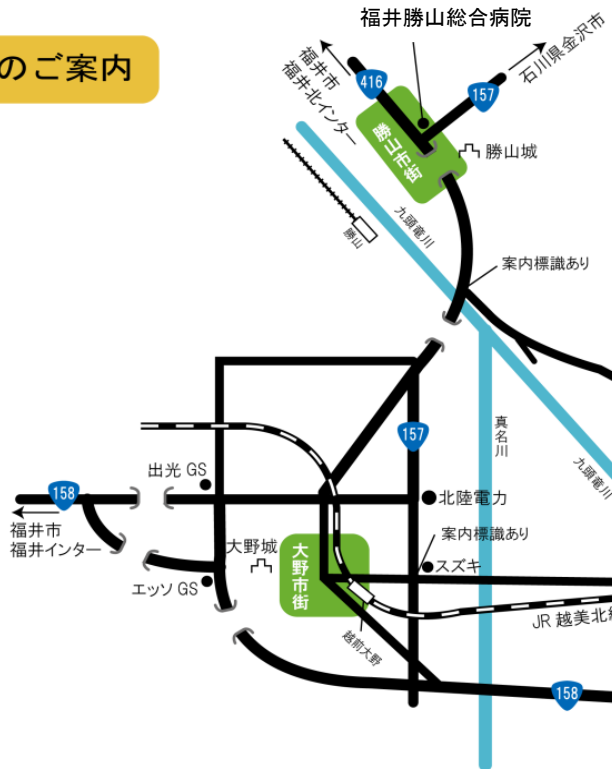 福井勝山総合病院
のご案内
石川県金沢市
福井市
福井北インター
416
157
勝山市街
勝山城
九頭竜川
勝山
案内標識あり
157
真名川
九頭竜川
出光 GS
158
北陸電力
福井市
福井インター
大野城
大野市街
案内標識あり
スズキ
エッソ GS
JR 越美北
越前大野
158